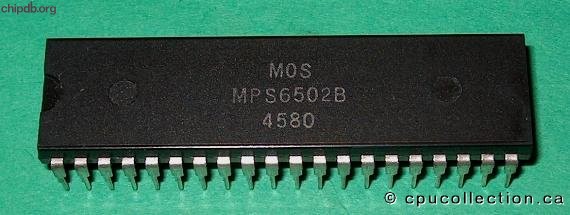 chipdb.org
MOS
MPS6502B
4580
© cpucollection.ca